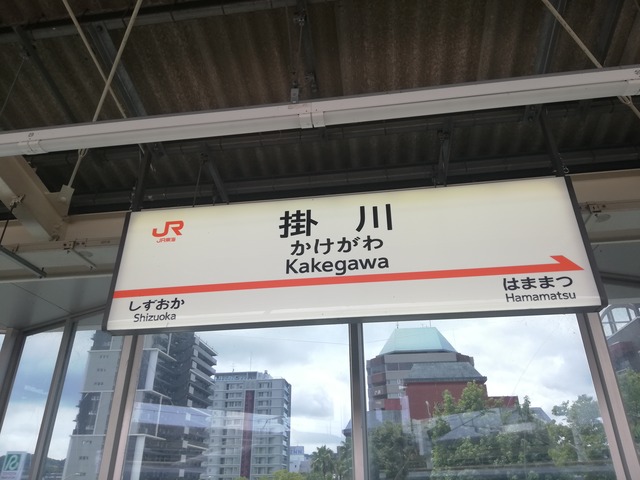 JR
JR東海
掛川
かけがわ
Kakegawa
しずおか
Shizuoka
はままつ
Hamamatsu